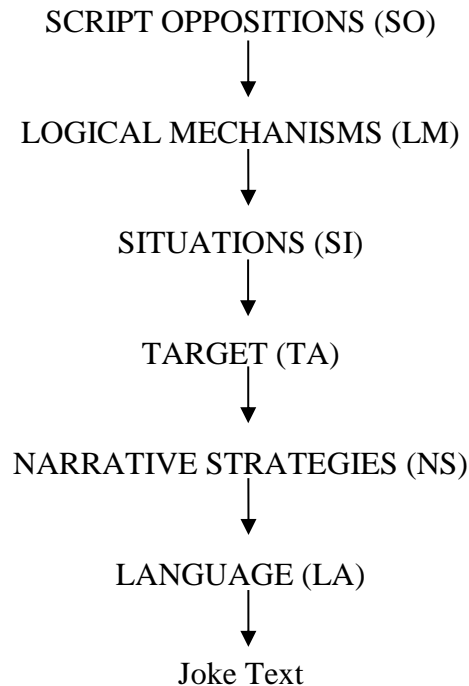 SCRIPT OPPOSITIONS (SO)
LOGICAL MECHANISMS (LM)
SITUATIONS (SI)
TARGET (TA)
NARRATIVE STRATEGIES (NS)
LANGUAGE (LA)
Joke Text